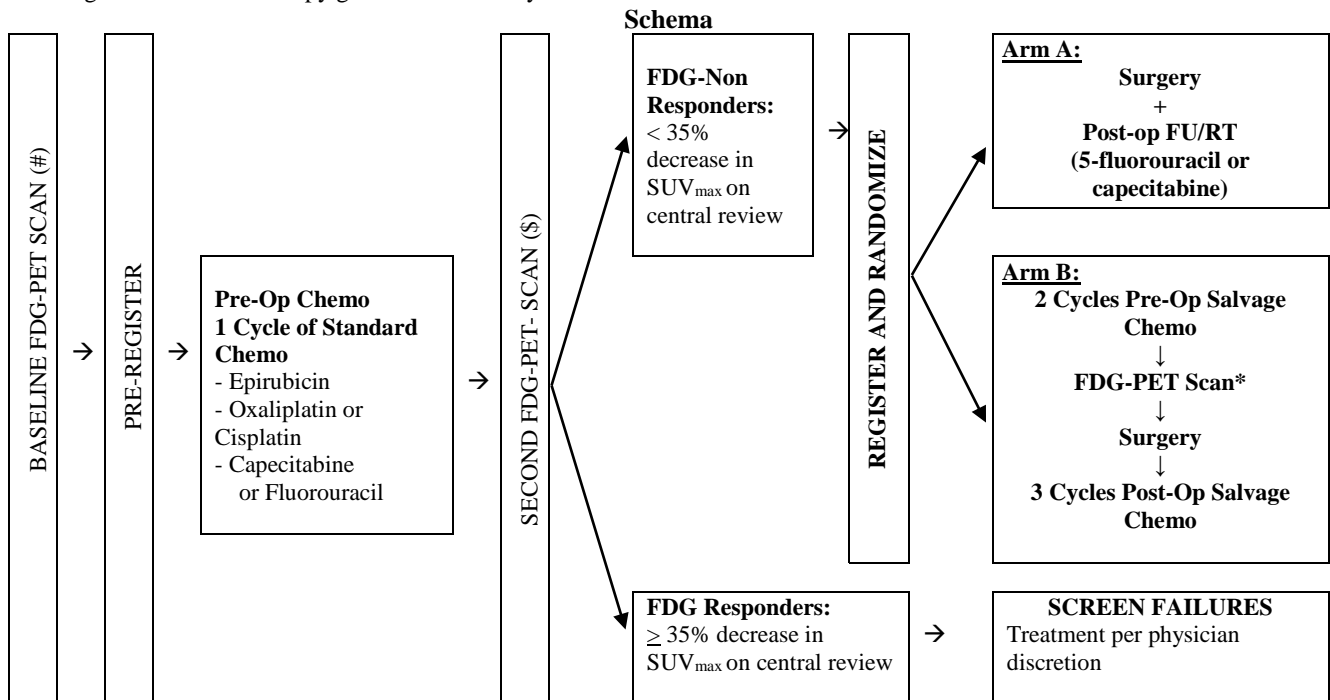 Schema
BASELINE FDG-PET SCAN (#)
→
PRE-REGISTER
→
Pre-Op Chemo
1 Cycle of Standard
Chemo
- Epirubicin
- Oxaliplatin or
Cisplatin
- Capecitabine
or Fluorouracil
→
SECOND FDG-PET- SCAN ($)
FDG-Non
Responders:
< 35%
decrease in
SUVmax on
central review
→
REGISTER AND RANDOMIZE
Arm A:
Surgery
+
Post-op FU/RT
(5-fluorouracil or
capecitabine)
Arm B:
2 Cycles Pre-Op Salvage
Chemo
↓
FDG-PET Scan*
↓
Surgery
↓
3 Cycles Post-Op Salvage
Chemo
FDG Responders:
≥ 35% decrease in
SUVmax on central review
→
SCREEN FAILURES
Treatment per physician
discretion